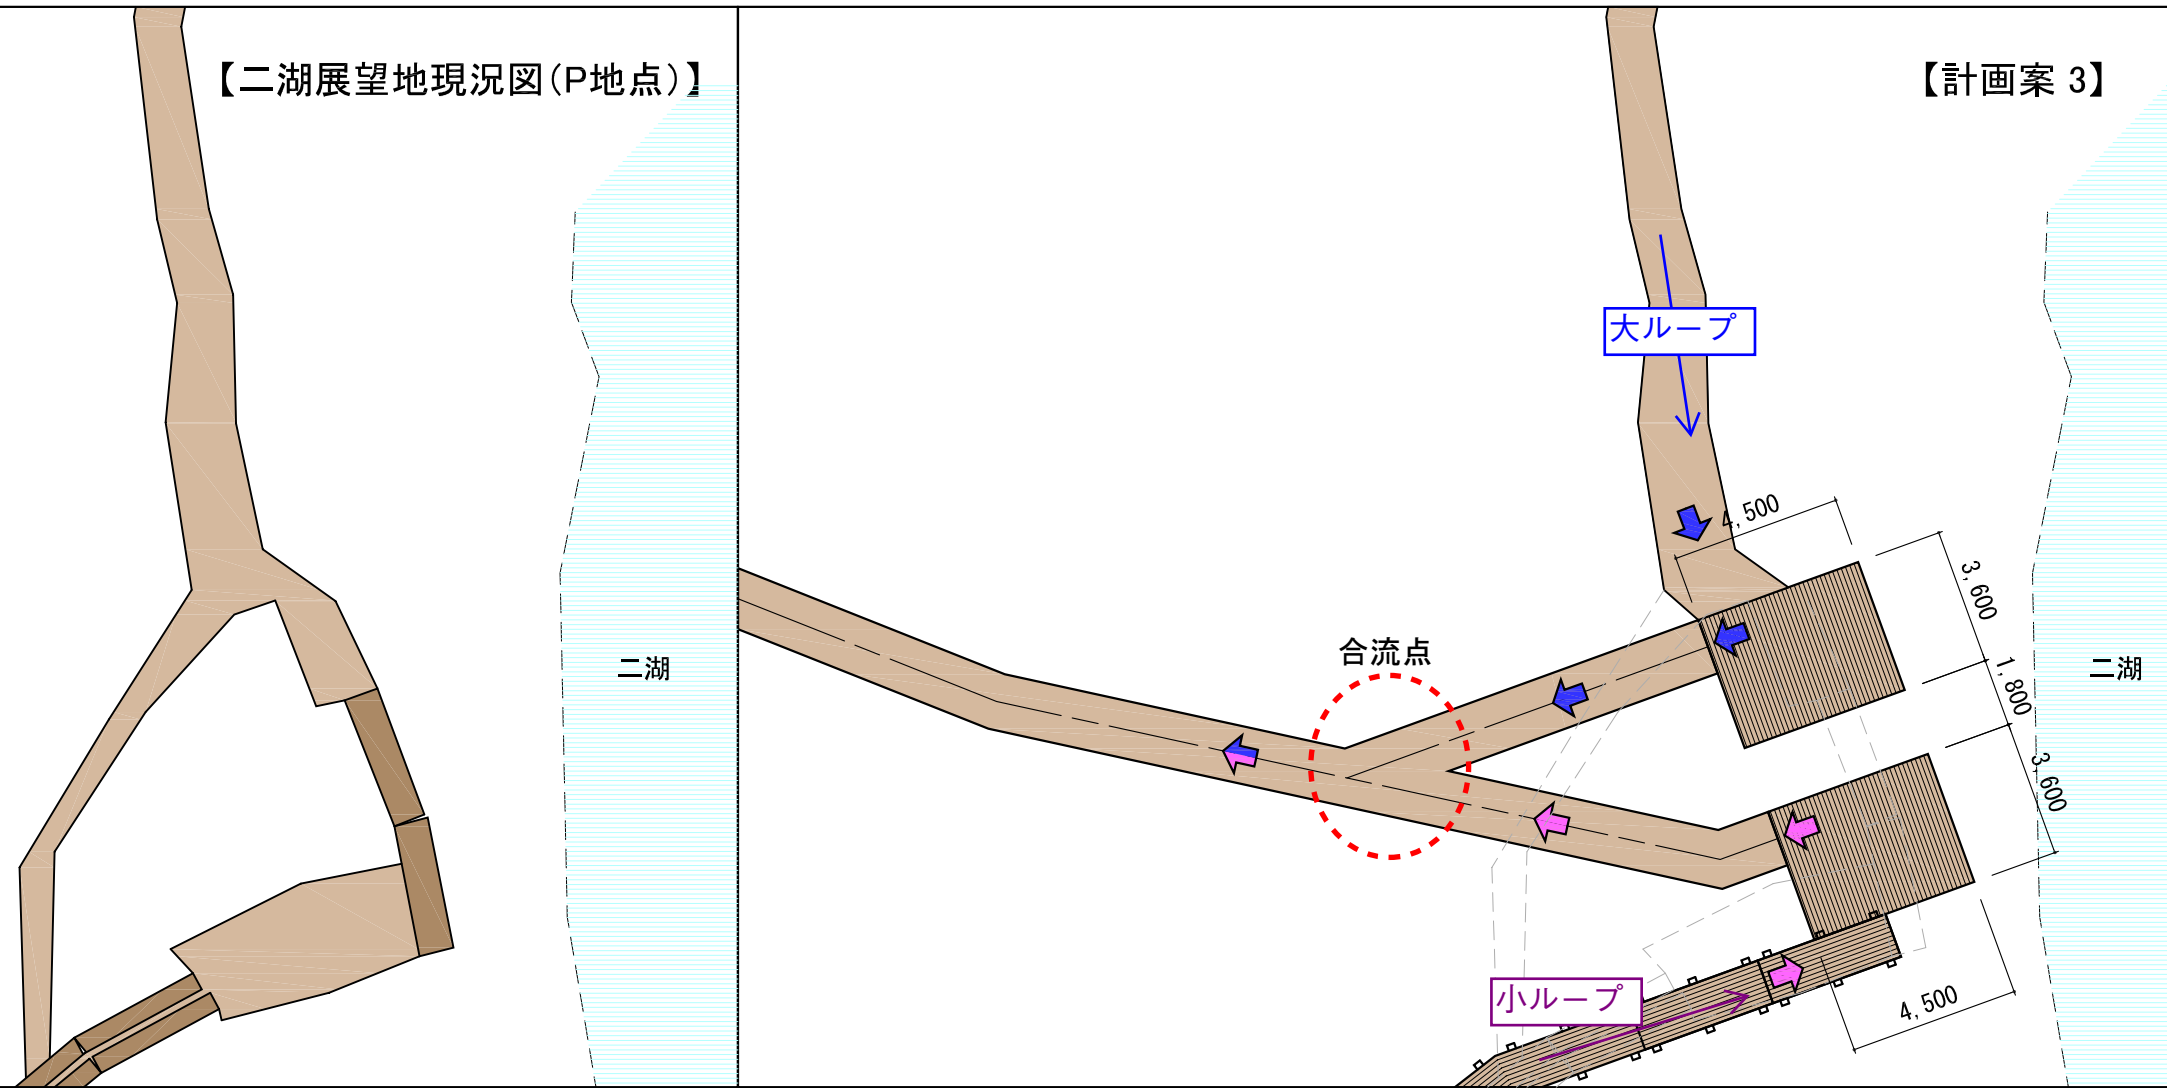 【二湖展望地現況図(P地点)】
二湖
【計画案 3】
大ループ
4,500
3,600
合流点
1,800
二湖
3,600
小ループ
4,500